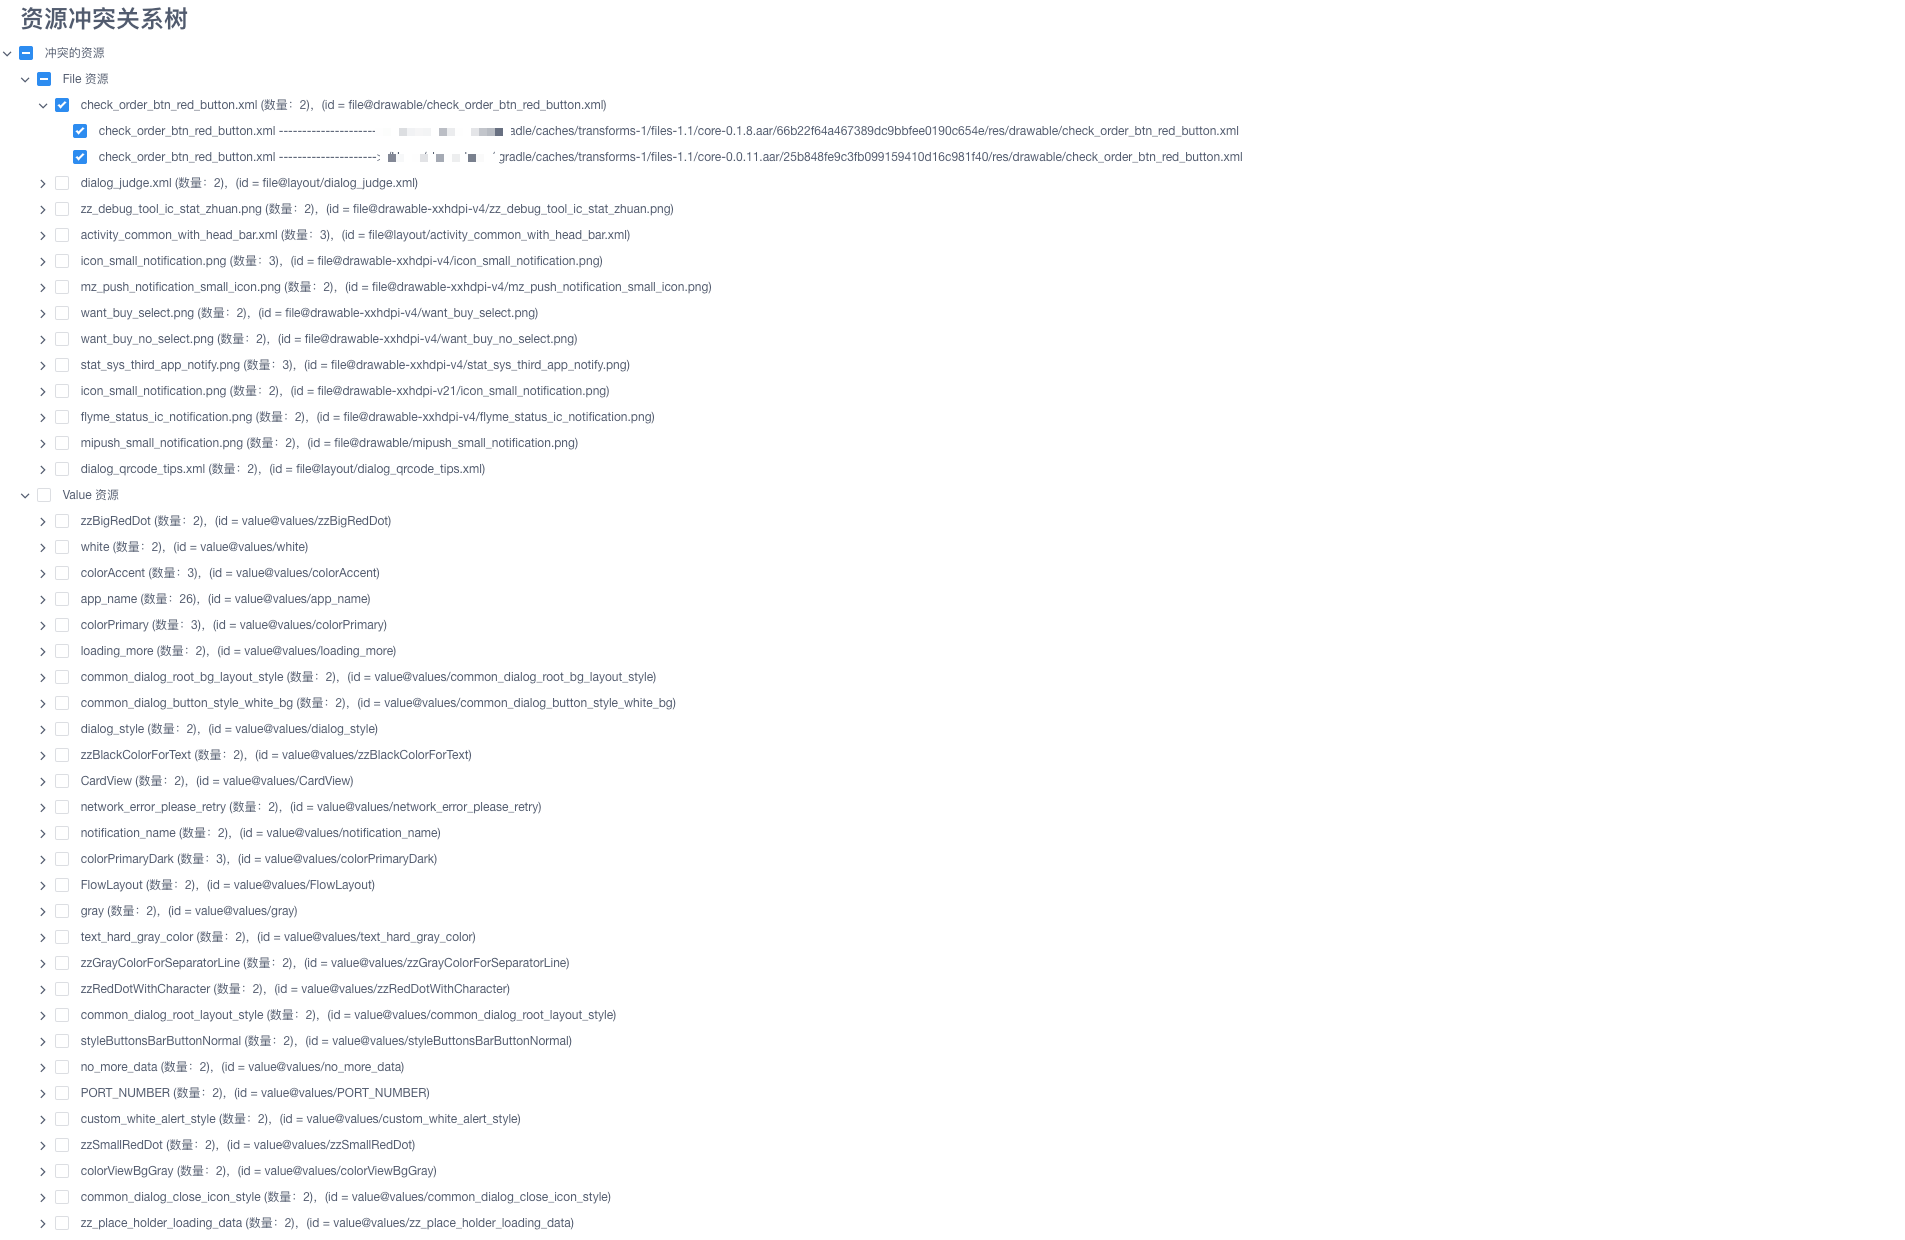 资源冲突关系树
冲突的资源
File 资源
check_order_btn_red_button.xml (数量：2)，(id = file@drawable/check_order_btn_red_button.xml)
check_order_btn_red_button.xml --------------------- adle/caches/transforms-1/files-1.1/core-0.1.8.aar/66b22f64a467389dc9bbfee0190c654e/res/drawable/check_order_btn_red_button.xml
check_order_btn_red_button.xml --------------------- gradle/caches/transforms-1/files-1.1/core-0.0.11.aar/25b848fe9c3fb099159410d16c981f40/res/drawable/check_order_btn_red_button.xml
dialog_judge.xml (数量：2)，(id = file@layout/dialog_judge.xml)
zz_debug_tool_ic_stat_zhuan.png (数量：2)，(id = file@drawable-xxhdpi-v4/zz_debug_tool_ic_stat_zhuan.png)
activity_common_with_head_bar.xml (数量：3)，(id = file@layout/activity_common_with_head_bar.xml)
icon_small_notification.png (数量：3)，(id = file@drawable-xxhdpi-v4/icon_small_notification.png)
mz_push_notification_small_icon.png (数量：2)，(id = file@drawable-xxhdpi-v4/mz_push_notification_small_icon.png)
want_buy_select.png (数量：2)，(id = file@drawable-xxhdpi-v4/want_buy_select.png)
want_buy_no_select.png (数量：2)，(id = file@drawable-xxhdpi-v4/want_buy_no_select.png)
stat_sys_third_app_notify.png (数量：3)，(id = file@drawable-xxhdpi-v4/stat_sys_third_app_notify.png)
icon_small_notification.png (数量：2)，(id = file@drawable-xxhdpi-v21/icon_small_notification.png)
flyme_status_ic_notification.png (数量：2)，(id = file@drawable-xxhdpi-v4/flyme_status_ic_notification.png)
mipush_small_notification.png (数量：2)，(id = file@drawable/mipush_small_notification.png)
dialog_qrcode_tips.xml (数量：2)，(id = file@layout/dialog_qrcode_tips.xml)
Value 资源
zzBigRedDot (数量：2)，(id = value@values/zzBigRedDot)
white (数量：2)，(id = value@values/white)
colorAccent (数量：3)，(id = value@values/colorAccent)
app_name (数量：26)，(id = value@values/app_name)
colorPrimary (数量：3)，(id = value@values/colorPrimary)
loading_more (数量：2)，(id = value@values/loading_more)
common_dialog_root_bg_layout_style (数量：2)，(id = value@values/common_dialog_root_bg_layout_style)
common_dialog_button_style_white_bg (数量：2)，(id = value@values/common_dialog_button_style_white_bg)
dialog_style (数量：2)，(id = value@values/dialog_style)
zzBlackColorForText (数量：2)，(id = value@values/zzBlackColorForText)
CardView (数量：2)，(id = value@values/CardView)
network_error_please_retry (数量：2)，(id = value@values/network_error_please_retry)
notification_name (数量：2)，(id = value@values/notification_name)
colorPrimaryDark (数量：3)，(id = value@values/colorPrimaryDark)
FlowLayout (数量：2)，(id = value@values/FlowLayout)
gray (数量：2)，(id = value@values/gray)
text_hard_gray_color (数量：2)，(id = value@values/text_hard_gray_color)
zzGrayColorForSeparatorLine (数量：2)，(id = value@values/zzGrayColorForSeparatorLine)
zzRedDotWithCharacter (数量：2)，(id = value@values/zzRedDotWithCharacter)
common_dialog_root_layout_style (数量：2)，(id = value@values/common_dialog_root_layout_style)
styleButtonsBarButtonNormal (数量：2)，(id = value@values/styleButtonsBarButtonNormal)
no_more_data (数量：2)，(id = value@values/no_more_data)
PORT_NUMBER (数量：2)，(id = value@values/PORT_NUMBER)
custom_white_alert_style (数量：2)，(id = value@values/custom_white_alert_style)
zzSmallRedDot (数量：2)，(id = value@values/zzSmallRedDot)
colorViewBgGray (数量：2)，(id = value@values/colorViewBgGray)
common_dialog_close_icon_style (数量：2)，(id = value@values/common_dialog_close_icon_style)
zz_place_holder_loading_data (数量：2)，(id = value@values/zz_place_holder_loading_data)